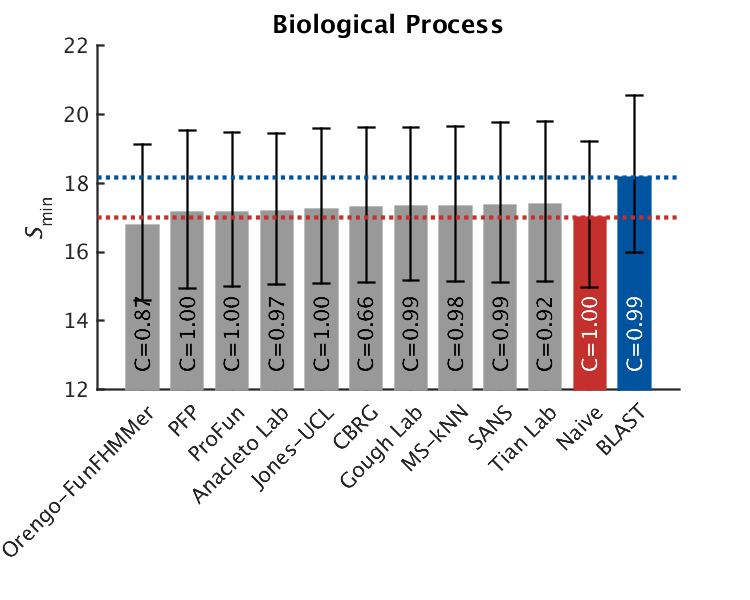 Biological Process
22
20
18
16
14
12
Smin
C=0.87
C=1.00
C=1.00
C=0.97
C=1.00
C=0.66
C=0.99
C=0.98
C=0.99
C=0.92
C=1.00
C=0.99
Orengo-FunFHMMer
PFP
ProFun
Anacleto Lab
Jones-UCL
CBRG
Gough Lab
MS-kNN
SANS
Tian Lab
Naive
BLAST